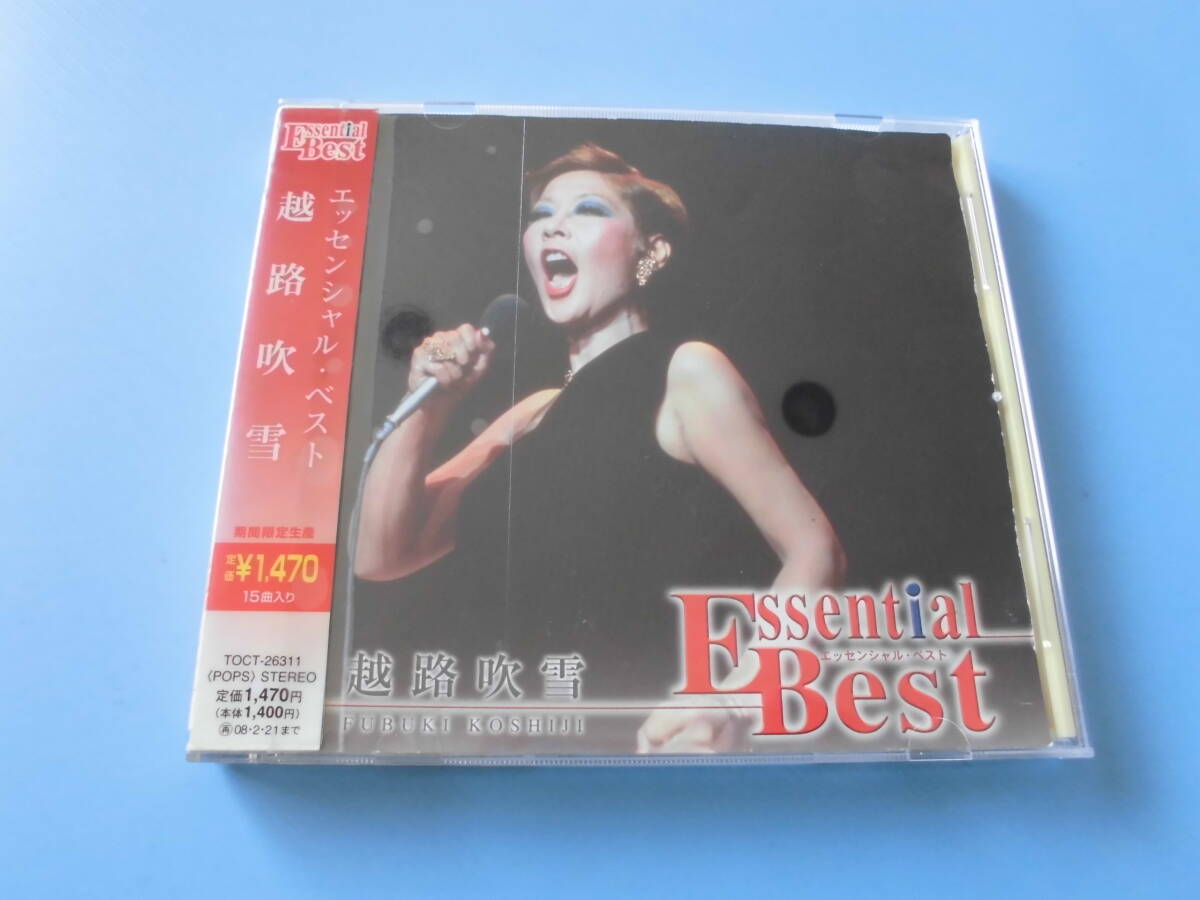 Essential
Best
エッセンシャル・ベスト
越路吹雪
期間限定生産
定価¥1,470
15曲入り
TOCT-26311
〈POPS〉 STEREO
定価1,470円
(本体1,400円)
再08・2・21まで
越路吹雪
FUBUKI KOSHIJI
Essential
エッセンシャル・ベスト
Best